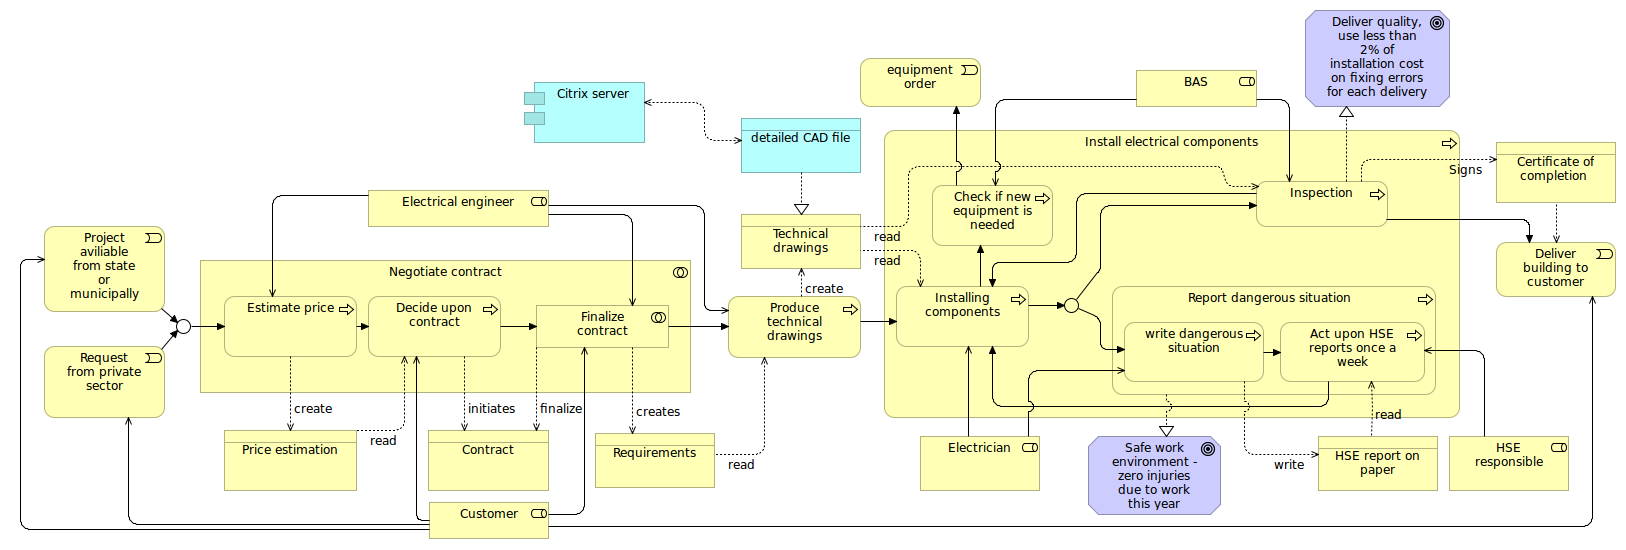 Deliver quality,
use less than
2% of
installation cost
on fixing errors
for each delivery
equipment
order
BAS
Citrix server
detailed CAD file
Install electrical components
Certificate of
completion
Signs
Electrical engineer
Check if new
equipment is
needed
Inspection
Technical
drawings
read
read
Project
aviliable
from state
or
municipally
Negotiate contract
Deliver
building to
customer
create
Estimate price
Decide upon
contract
Finalize
contract
Produce
technical
drawings
Installing
components
Report dangerous situation
write dangerous
situation
Act upon HSE
reports once a
week
Request
from private
sector
create
initiates
finalize
creates
read
read
read
Price estimation
Contract
Requirements
Electrician
Safe work
environment -
zero injuries
due to work
this year
write
HSE report on
paper
HSE
responsible
Customer